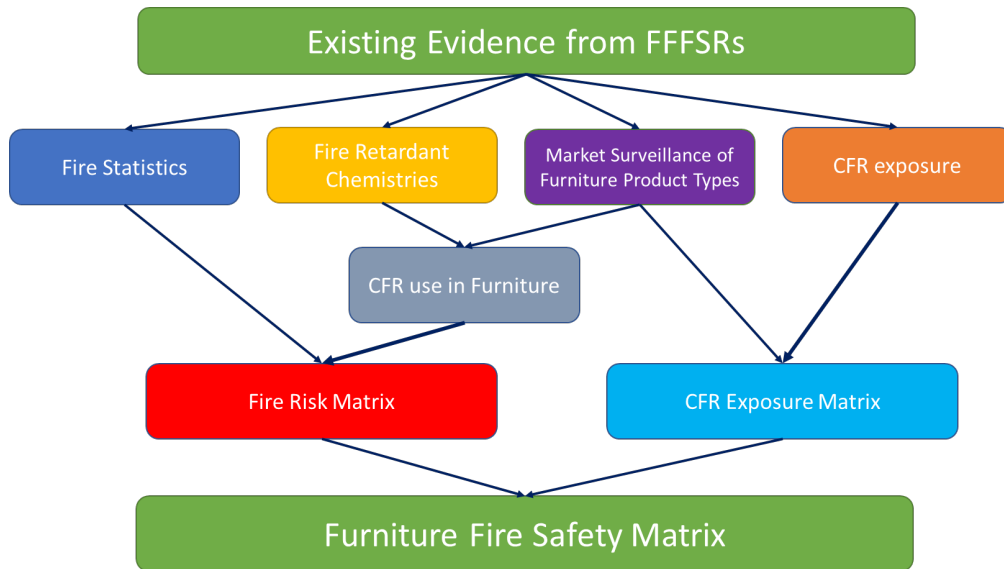 Existing Evidence from FFFSRs
Fire Statistics
Fire Retardant
Chemistries
Market Surveillance of
Furniture Product Types
CFR exposure
CFR use in Furniture
Fire Risk Matrix
CFR Exposure Matrix
Furniture Fire Safety Matrix